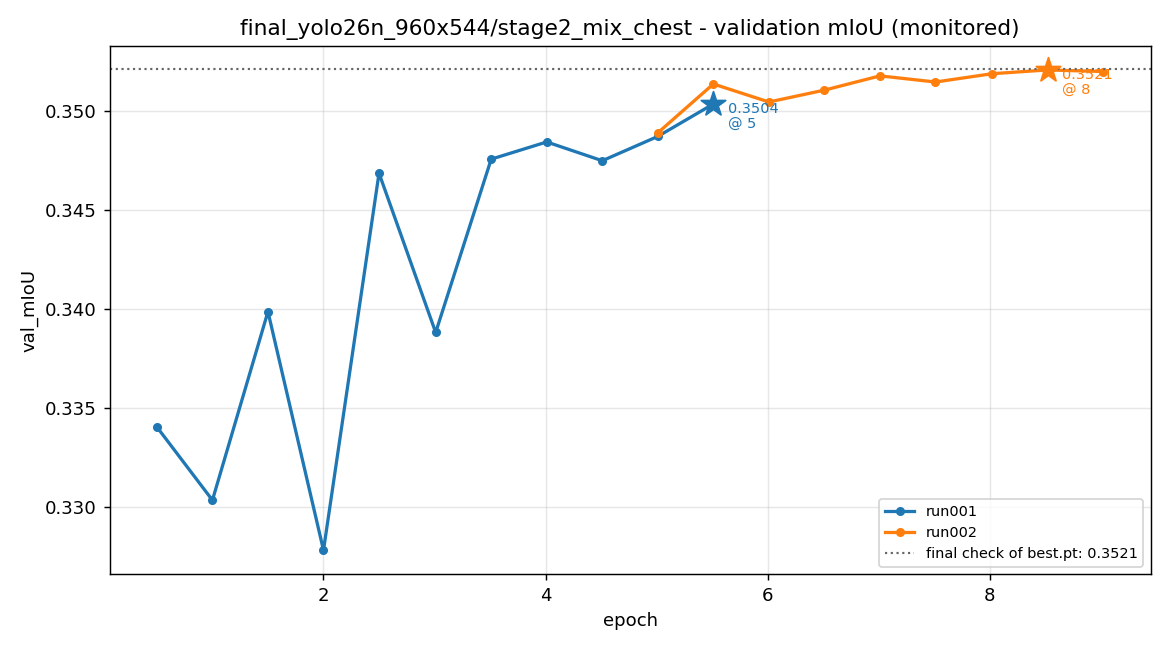 final_yolo26n_960x544/stage2_mix_chest - validation mIoU (monitored)
val_mIoU
0.350
0.345
0.340
0.335
0.330
0.3504
@ 5
0.3521
@ 8
run001
run002
final check of best.pt: 0.3521
2
4
6
8
epoch